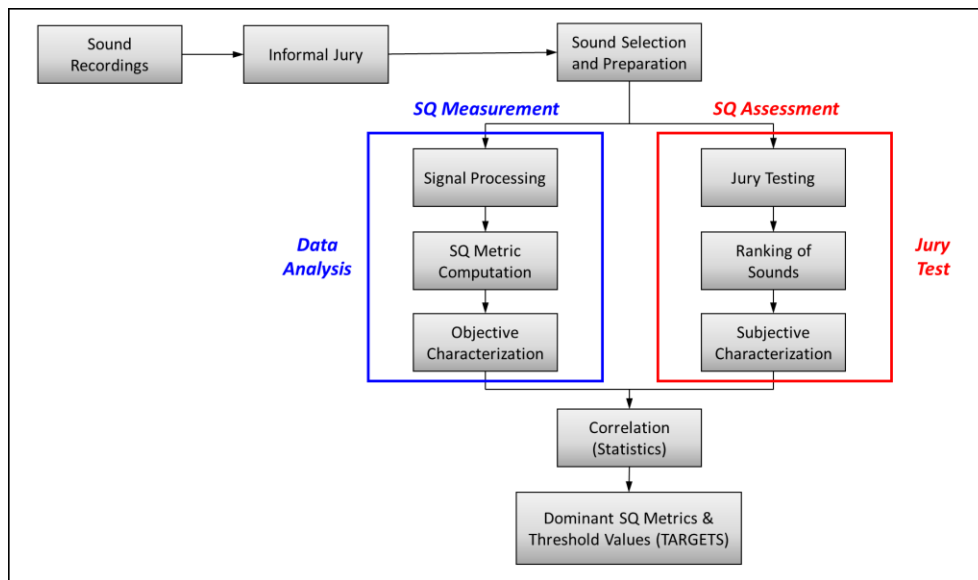 Sound
Recordings
Informal Jury
Sound Selection
and Preparation
SQ Measurement
SQ Assessment
Signal Processing
Jury Testing
Data
Analysis
SQ Metric
Computation
Ranking of
Sounds
Jury
Test
Objective
Characterization
Subjective
Characterization
Correlation
(Statistics)
Dominant SQ Metrics &
Threshold Values (TARGETS)